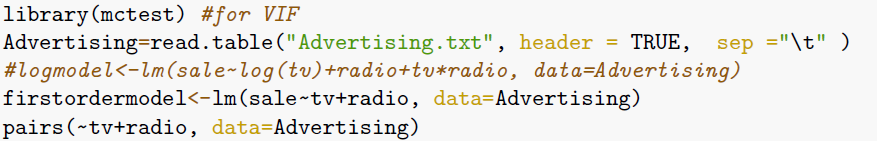 library(mctest) #for VIF
Advertising=read.table("Advertising.txt", header = TRUE,  sep ="\t" )
#logmodel<-lm(sale~log(tv)+radio+tv*radio, data=Advertising)
firstordermodel<-lm(sale~tv+radio, data=Advertising)
pairs(~tv+radio, data=Advertising)